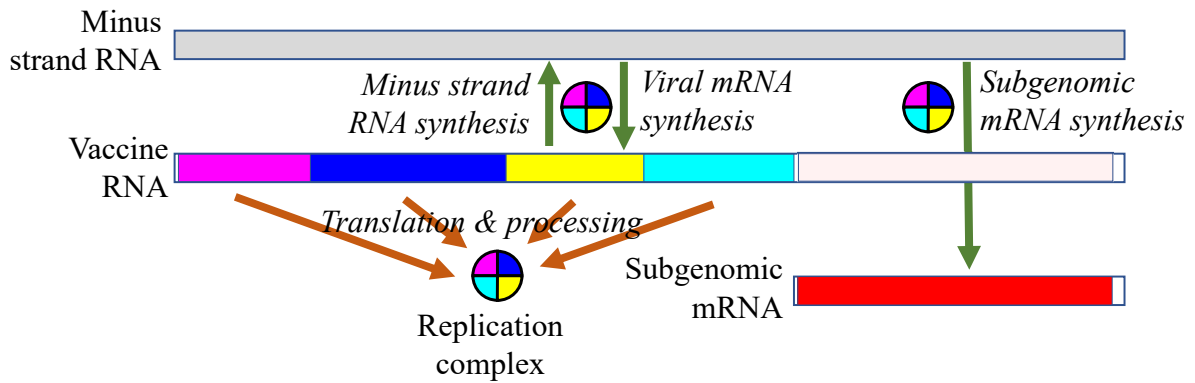 Minus
strand RNA
Minus strand
RNA synthesis
Viral mRNA
synthesis
Subgenomic
mRNA synthesis
Vaccine
RNA
Translation & processing
Replication
complex
Subgenomic
mRNA